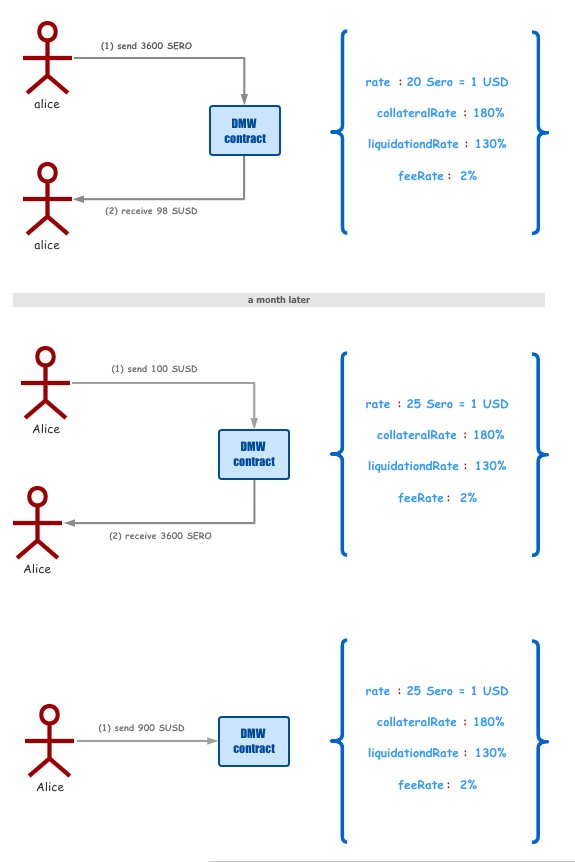 (1) send 3600 SERO
alice
DMW
contract
(2) receive 98 SUSD
alice
rate : 20 Sero = 1 USD
collateralRate : 180%
liquidationdRate : 130%
feeRate : 2%
a month later
(1) send 100 SUSD
Alice
DMW
contract
(2) receive 3600 SERO
Alice
rate : 25 Sero = 1 USD
collateralRate : 180%
liquidationdRate : 130%
feeRate : 2%
(1) send 900 SUSD
Alice
DMW
contract
rate : 25 Sero = 1 USD
collateralRate : 180%
liquidationdRate : 130%
feeRate : 2%